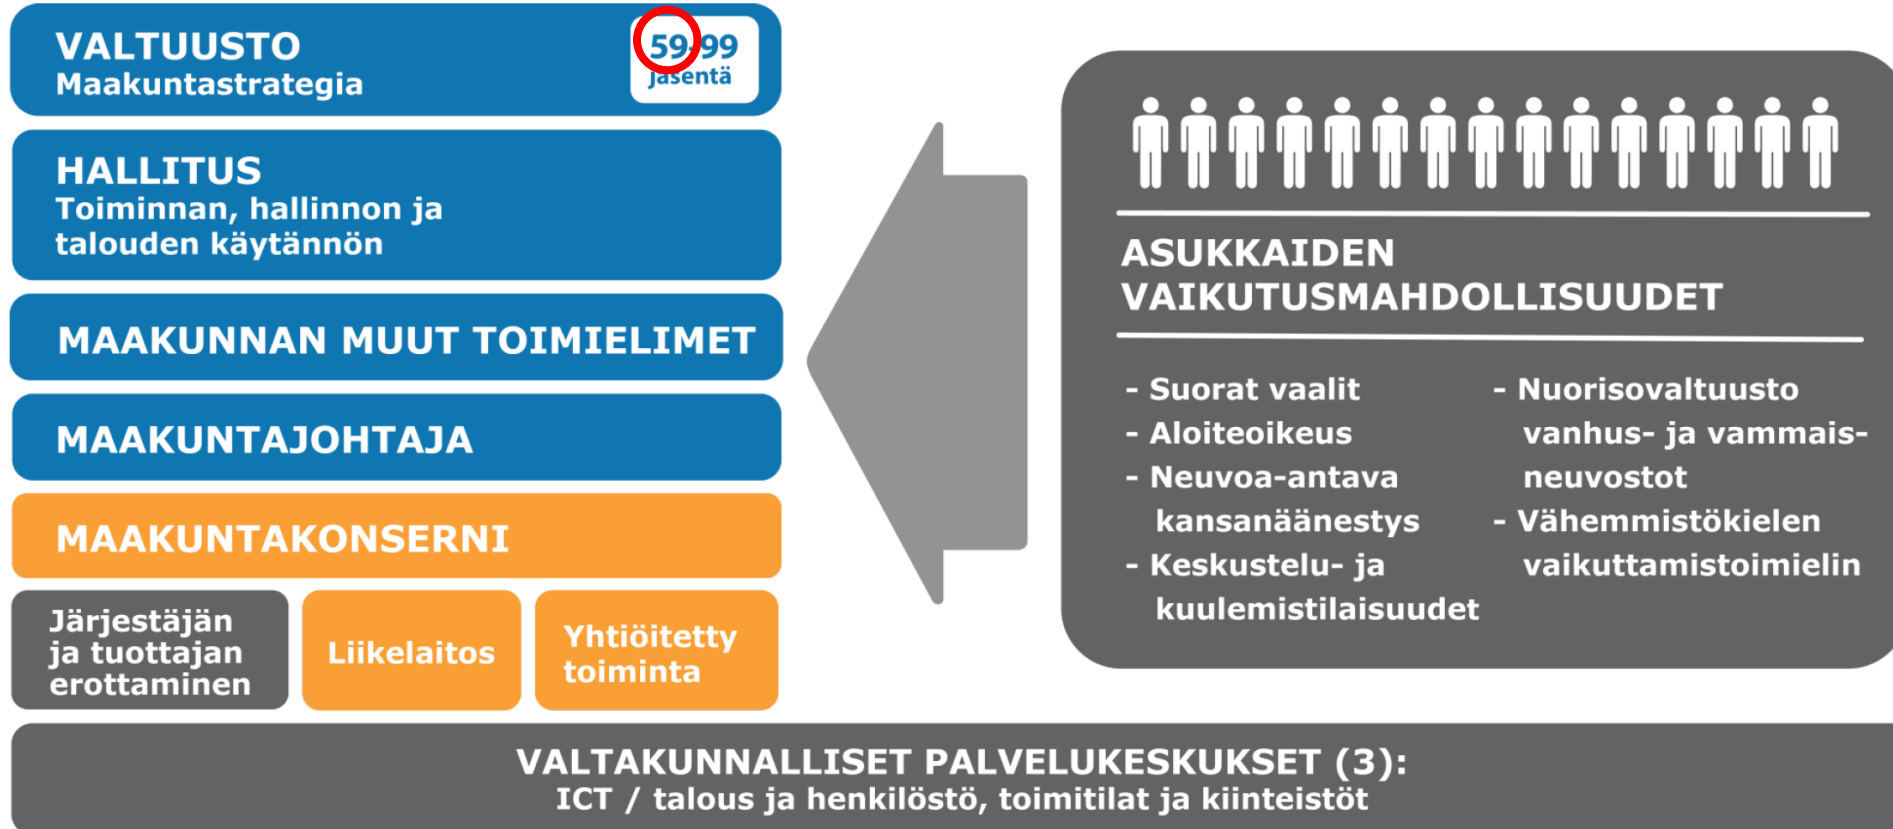 VALTUUSTO
Maakuntastrategia
59-99
jäsentä
HALLITUS
Toiminnan, hallinnon ja
talouden käytännön
MAAKUNNAN MUUT TOIMIELIMET
MAAKUNTAJOHTAJA
MAAKUNTAKONSERNI
Järjestäjän
ja tuottajan
erottaminen
Liikelaitos
Yhtiöitetty
toiminta
ASUKKAIDEN
VAIKUTUSMAHDOLLISUUDET
- Suorat vaalit
- Aloiteoikeus
- Neuvoa-antava
kansanäänestys
- Keskustelu- ja
kuulemistilaisuudet
- Nuorisovaltuusto
vanhus- ja vammais-
neuvostot
- Vähemmistökielen
vaikuttamistoimielin
VALTAKUNNALLISET PALVELUKESKUKSET (3):
ICT / talous ja henkilöstö, toimitilat ja kiinteistöt